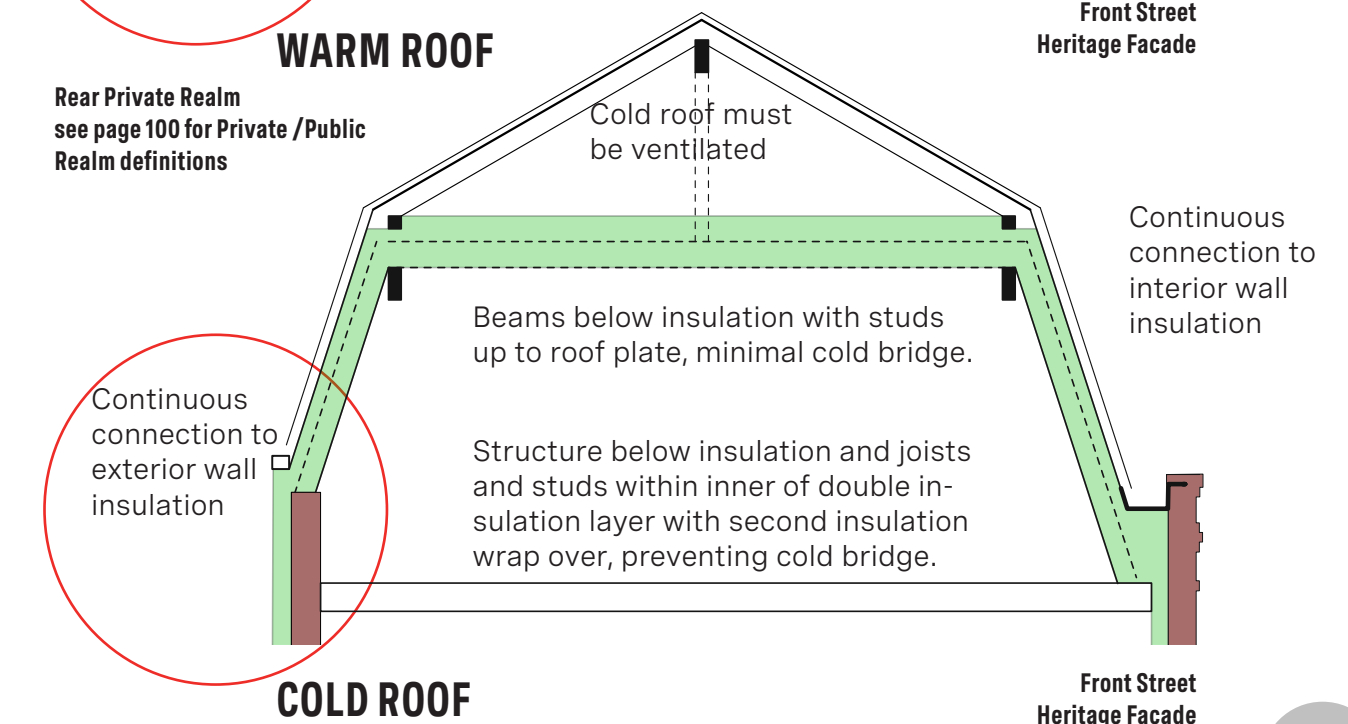 Front Street
Heritage Facade
WARM ROOF
Rear Private Realm
see page 100 for Private /Public
Realm definitions
Cold roof must
be ventilated
Continuous
connection to
interior wall
insulation
Beams below insulation with studs
up to roof plate, minimal cold bridge.
Continuous
connection to
exterior wall
insulation
Structure below insulation and joists
and studs within inner of double in-
sulation layer with second insulation
wrap over, preventing cold bridge.
COLD ROOF
Front Street
Heritage Facade